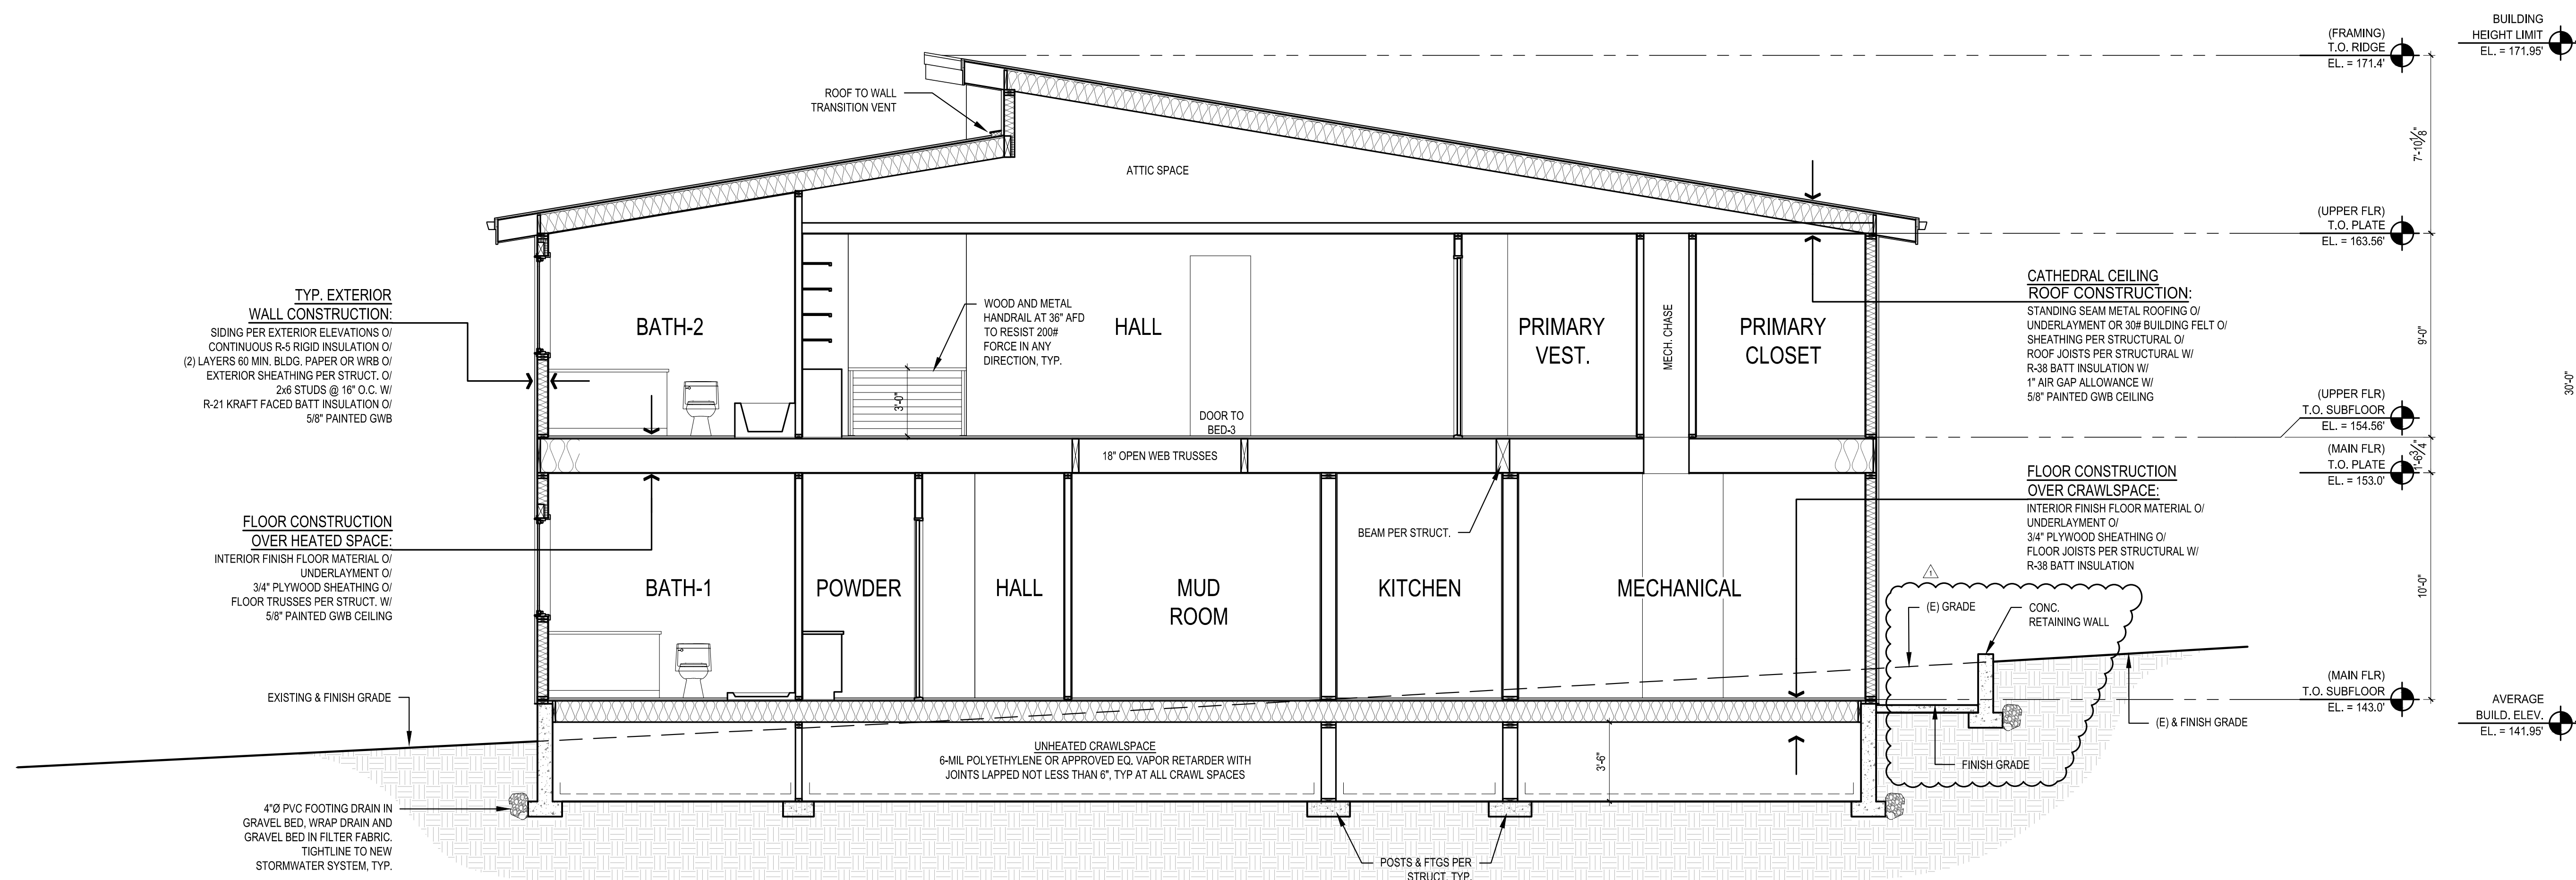 BUILDING
HEIGHT LIMIT
EL. = 171.95'
(FRAMING)
T.O. RIDGE
EL. = 171.4'
ROOF TO WALL
TRANSITION VENT
ATTIC SPACE
7'-10 1/8"
(UPPER FLR)
T.O. PLATE
EL. = 163.56'
TYP. EXTERIOR
WALL CONSTRUCTION:
SIDING PER EXTERIOR ELEVATIONS O/
CONTINUOUS R-5 RIGID INSULATION O/
(2) LAYERS 60 MIN. BLDG. PAPER OR WRB O/
EXTERIOR SHEATHING PER STRUCT. O/
2x6 STUDS @ 16" O.C. W/
R-21 KRAFT FACED BATT INSULATION O/
5/8" PAINTED GWB
BATH-2
WOOD AND METAL
HANDRAIL AT 36" AFD
TO RESIST 200#
FORCE IN ANY
DIRECTION, TYP.
3'-0"
HALL
DOOR TO
BED-3
PRIMARY
VEST.
MECH. CHASE
PRIMARY
CLOSET
CATHEDRAL CEILING
ROOF CONSTRUCTION:
STANDING SEAM METAL ROOFING O/
UNDERLAYMENT OR 30# BUILDING FELT O/
SHEATHING PER STRUCTURAL O/
ROOF JOISTS PER STRUCTURAL W/
R-38 BATT INSULATION W/
1" AIR GAP ALLOWANCE W/
5/8" PAINTED GWB CEILING
9'-0"
30'-0"
(UPPER FLR)
T.O. SUBFLOOR
EL. = 154.56'
1'-6 3/4"
(MAIN FLR)
T.O. PLATE
EL. = 153.0'
18" OPEN WEB TRUSSES
BEAM PER STRUCT.
FLOOR CONSTRUCTION
OVER HEATED SPACE:
INTERIOR FINISH FLOOR MATERIAL O/
UNDERLAYMENT O/
3/4" PLYWOOD SHEATHING O/
FLOOR TRUSSES PER STRUCT. W/
5/8" PAINTED GWB CEILING
BATH-1
POWDER
HALL
MUD
ROOM
KITCHEN
MECHANICAL
FLOOR CONSTRUCTION
OVER CRAWLSPACE:
INTERIOR FINISH FLOOR MATERIAL O/
UNDERLAYMENT O/
3/4" PLYWOOD SHEATHING O/
FLOOR JOISTS PER STRUCTURAL W/
R-38 BATT INSULATION
1
(E) GRADE
CONC.
RETAINING WALL
10'-0"
(MAIN FLR)
T.O. SUBFLOOR
EL. = 143.0'
AVERAGE
BUILD. ELEV.
EL. = 141.95'
EXISTING & FINISH GRADE
(E) & FINISH GRADE
FINISH GRADE
UNHEATED CRAWLSPACE
6-MIL POLYETHYLENE OR APPROVED EQ. VAPOR RETARDER WITH
JOINTS LAPPED NOT LESS THAN 6", TYP AT ALL CRAWL SPACES
3'-6"
4"Ø PVC FOOTING DRAIN IN
GRAVEL BED, WRAP DRAIN AND
GRAVEL BED IN FILTER FABRIC.
TIGHTLINE TO NEW
STORMWATER SYSTEM, TYP.
POSTS & FTGS PER
STRUCT. TYP.